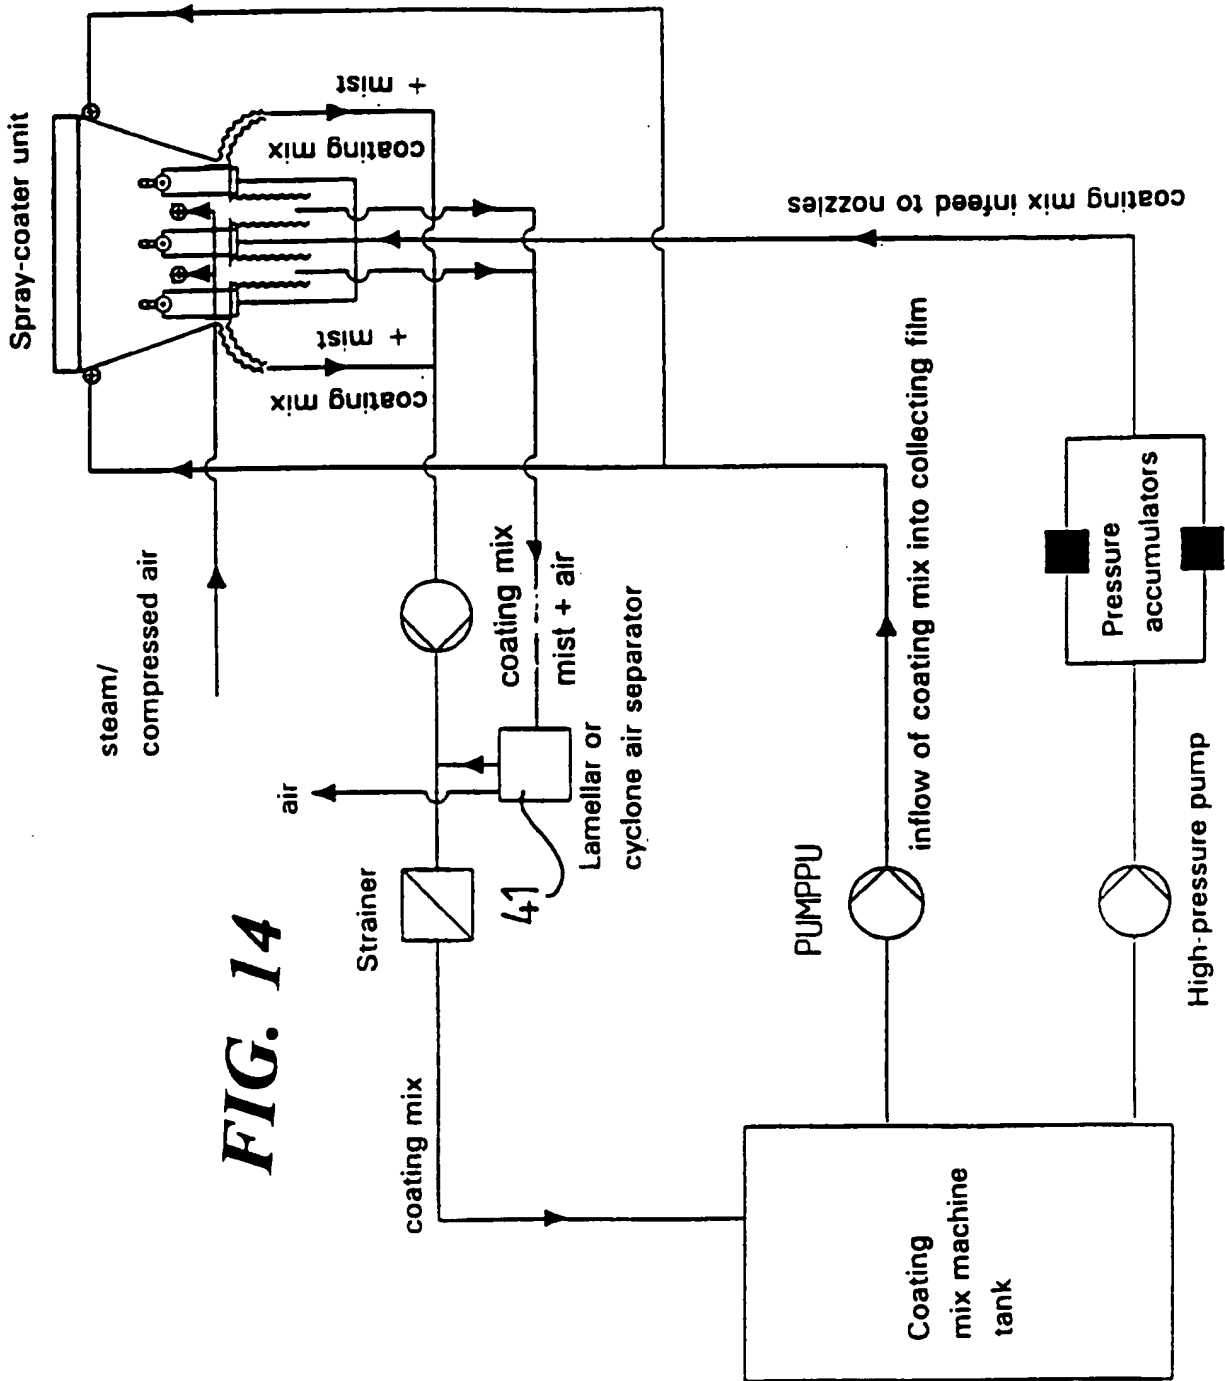 FIG. 14
Spray-coater unit
steam/
compressed air
coating mix
+ mist
coating mix
+ mist
coating mix infeed to nozzles
air
coating mix
mist + air
Lamellar or
cyclone air separator
41
Strainer
coating mix
PUMPPU
inflow of coating mix into collecting film
Pressure
accumulators
High-pressure pump
Coating
mix machine
tank